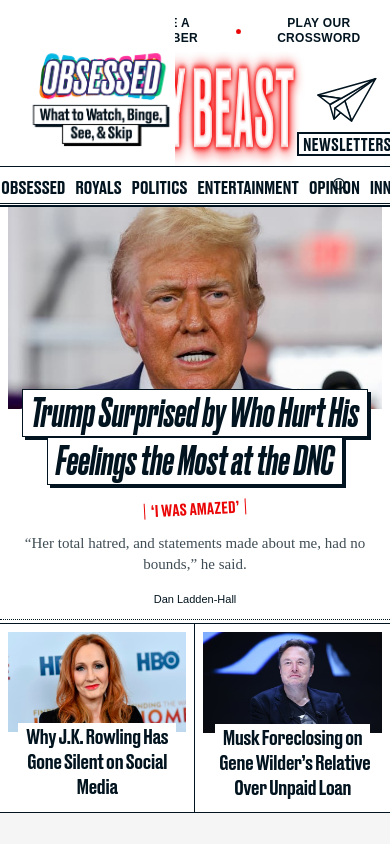 PLAY OUR
CROSSWORD
OBSESSED
What to Watch, Binge,
See, & Skip
BEAST
NEWSLETTERS
OBSESSED ROYALS POLITICS ENTERTAINMENT OPINION INN
Trump Surprised by Who Hurt His
Feelings the Most at the DNC
‘I WAS AMAZED’
“Her total hatred, and statements made about me, had no
bounds,” he said.
Dan Ladden-Hall
HBO
Why J.K. Rowling Has
Gone Silent on Social
Media
Musk Foreclosing on
Gene Wilder’s Relative
Over Unpaid Loan